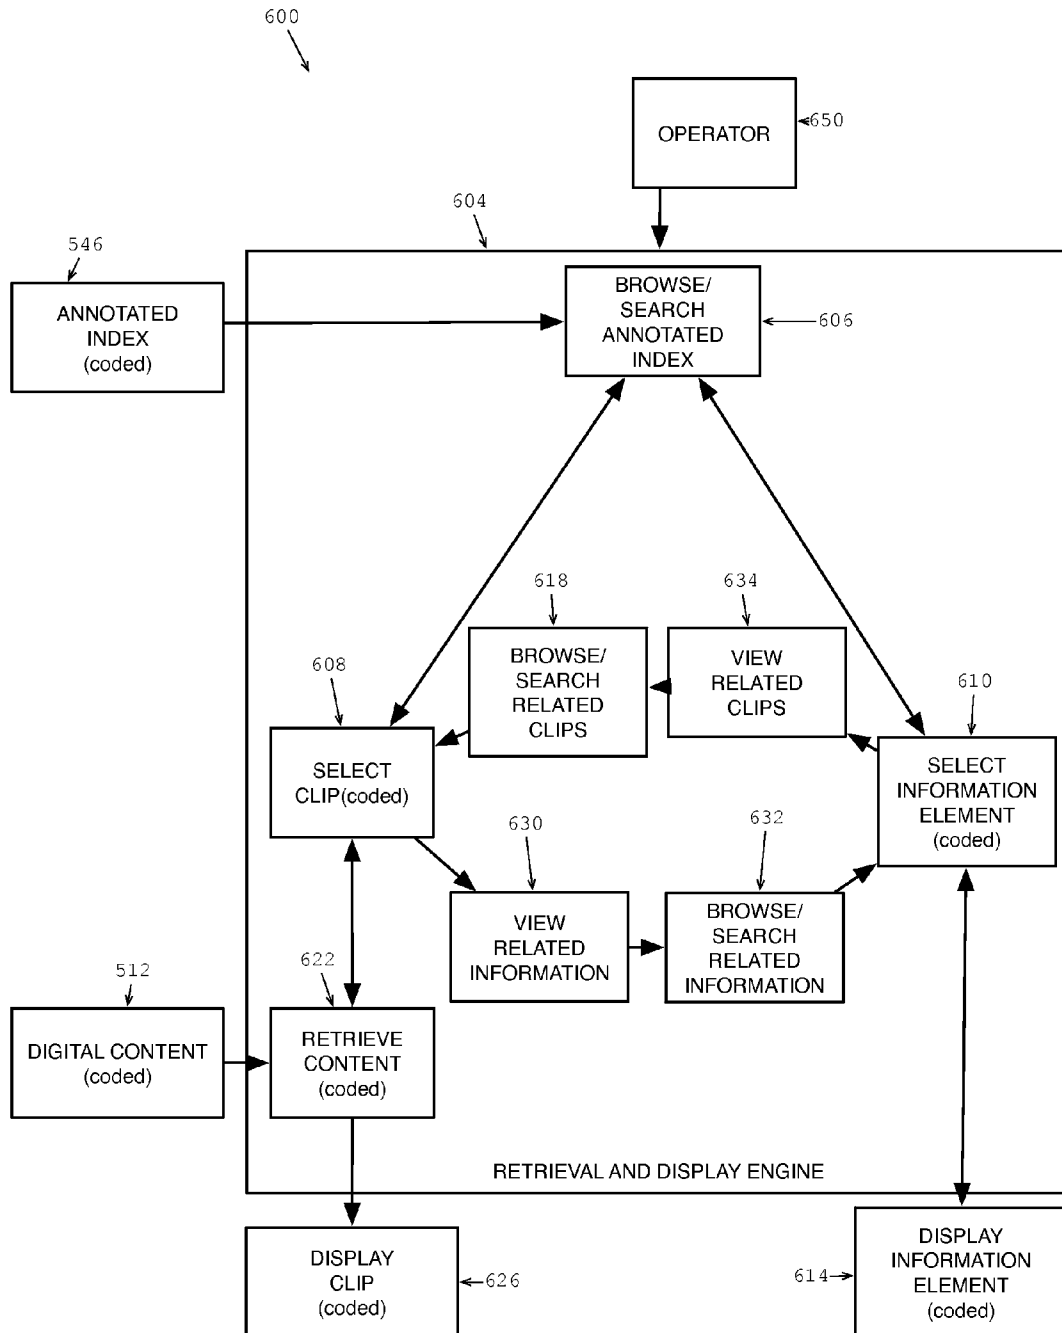 600
OPERATOR
650
604
546
ANNOTATED
INDEX
(coded)
BROWSE/
SEARCH
ANNOTATED
INDEX
606
618
634
BROWSE/
SEARCH
RELATED
CLIPS
VIEW
RELATED
CLIPS
608
610
SELECT
CLIP(coded)
SELECT
INFORMATION
ELEMENT
(coded)
630
632
VIEW
RELATED
INFORMATION
BROWSE/
SEARCH
RELATED
INFORMATION
512
622
DIGITAL CONTENT
(coded)
RETRIEVE
CONTENT
(coded)
RETRIEVAL AND DISPLAY ENGINE
DISPLAY
CLIP
(coded)
626
614
DISPLAY
INFORMATION
ELEMENT
(coded)